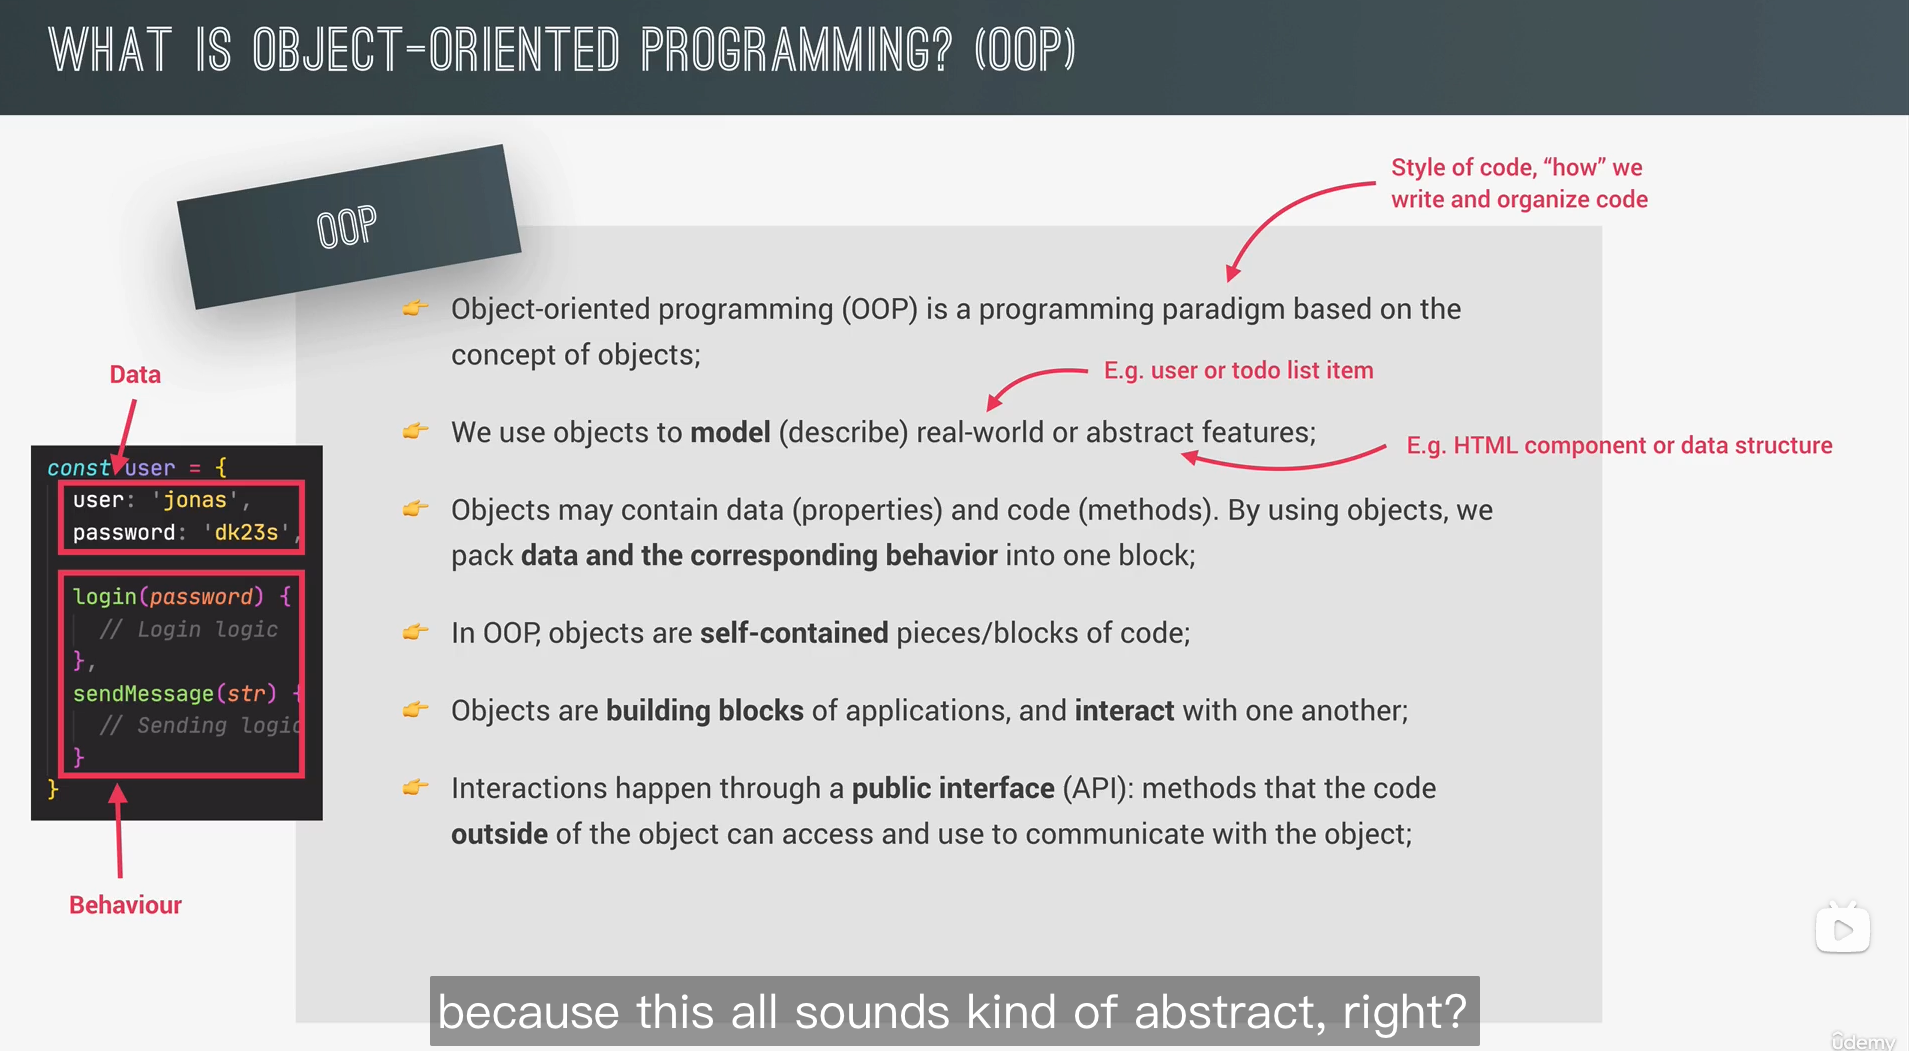 WHAT IS OBJECT-ORIENTED PROGRAMMING? (OOP)
OOP
Style of code, “how” we
write and organize code
👉 Object-oriented programming (OOP) is a programming paradigm based on the
concept of objects;
E.g. user or todo list item
👉 We use objects to model (describe) real-world or abstract features;
E.g. HTML component or data structure
👉 Objects may contain data (properties) and code (methods). By using objects, we
pack data and the corresponding behavior into one block;
👉 In OOP, objects are self-contained pieces/blocks of code;
👉 Objects are building blocks of applications, and interact with one another;
👉 Interactions happen through a public interface (API): methods that the code
outside of the object can access and use to communicate with the object;
Data
const user = {
user: 'jonas',
password: 'dk23s',
login(password) {
// Login logic
},
sendMessage(str) {
// Sending logic
}
}
Behaviour
because this all sounds kind of abstract, right?
ûdemy